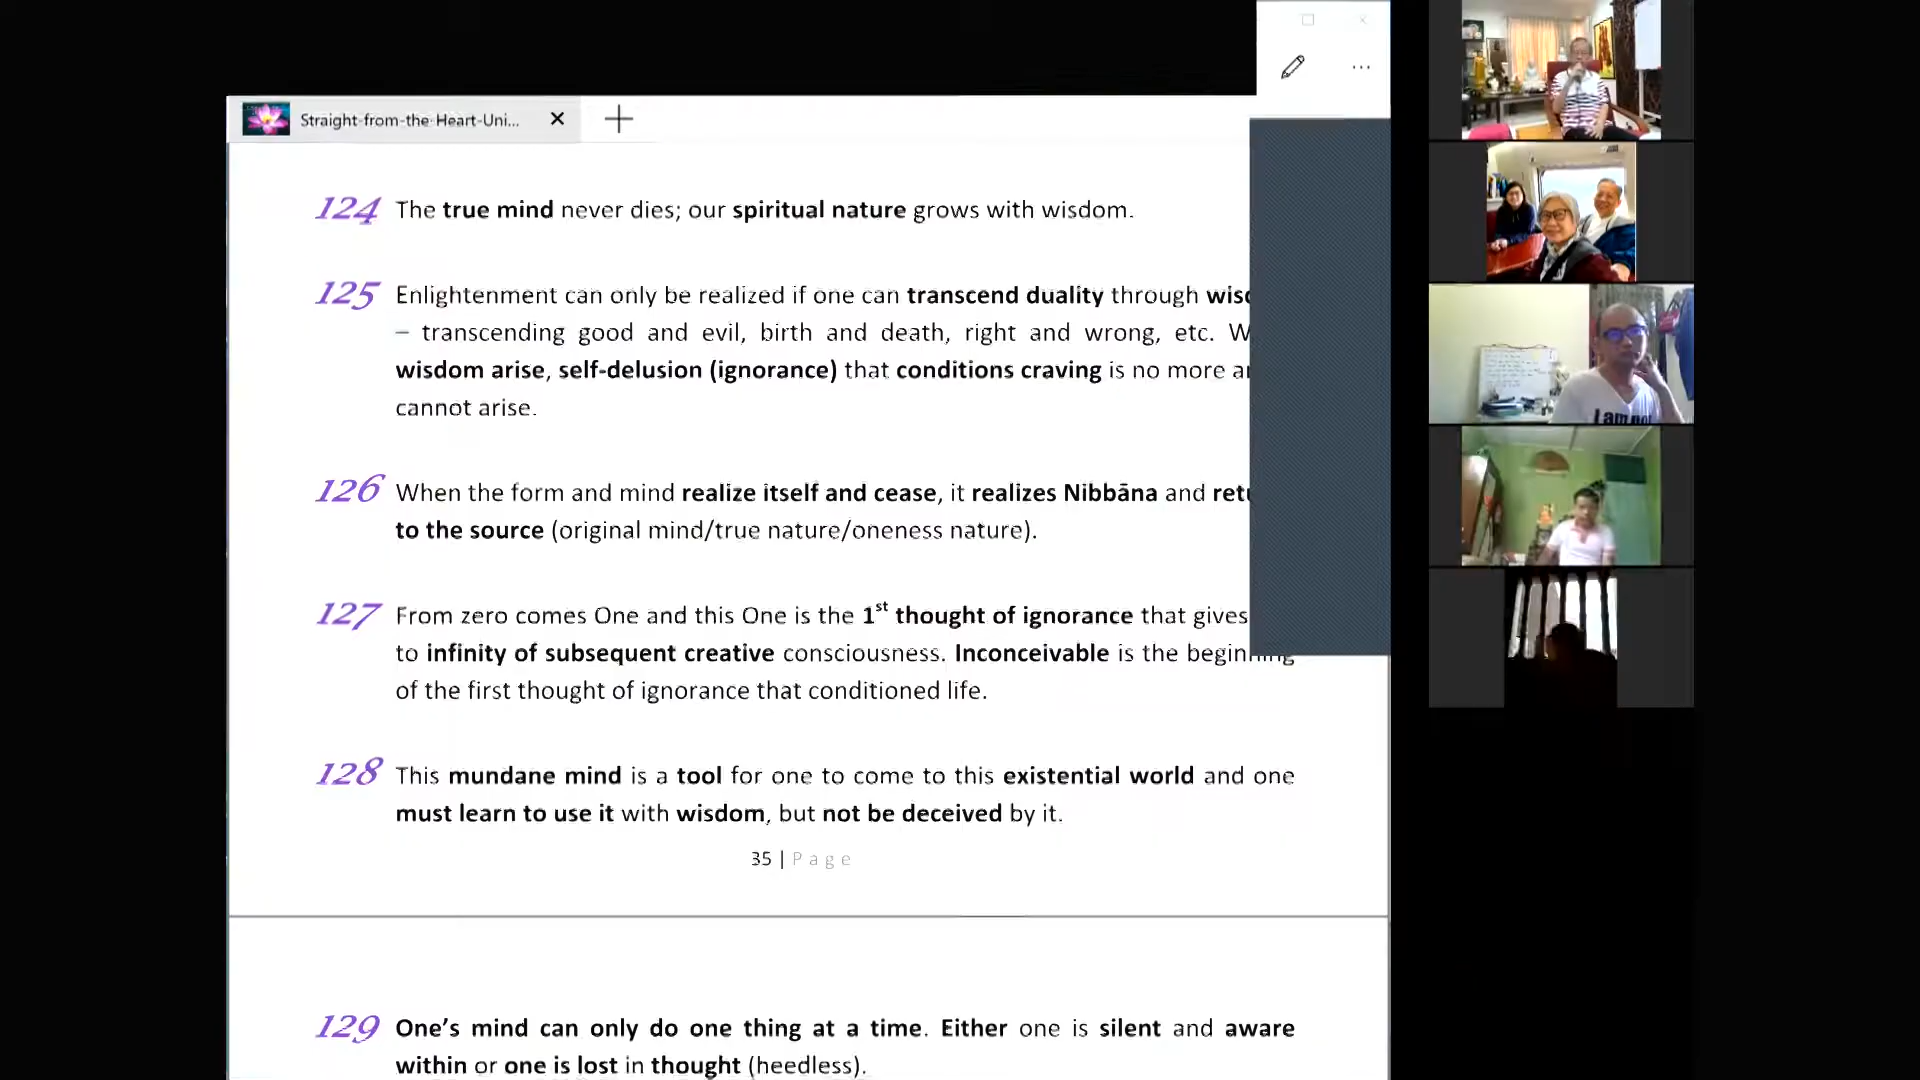 Straight-from-the-Heart-Uni...
124 The true mind never dies; our spiritual nature grows with wisdom.
125 Enlightenment can only be realized if one can transcend duality through
– transcending good and evil, birth and death, right and wrong, etc.
wisdom arise, self-delusion (ignorance) that conditions craving is no more
cannot arise.
126 When the form and mind realize itself and cease, it realizes Nibbāna and
to the source (original mind/true nature/oneness nature).
127 From zero comes One and this One is the 1st thought of ignorance that gives
to infinity of subsequent creative consciousness. Inconceivable is the beginning
of the first thought of ignorance that conditioned life.
128 This mundane mind is a tool for one to come to this existential world and one
must learn to use it with wisdom, but not be deceived by it.
35 | Page
129 One's mind can only do one thing at a time. Either one is silent and aware
within or one is lost in thought (heedless).
I am not